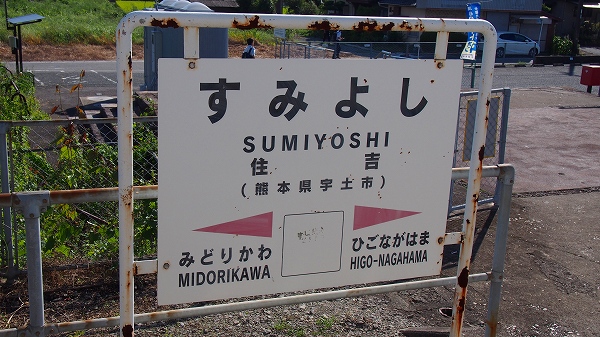 すみよし
SUMIYOSHI
住 吉
(熊本県宇土市)
みどりかわ
MIDORIKAWA
ひごながはま
HIGO-NAGAHAMA